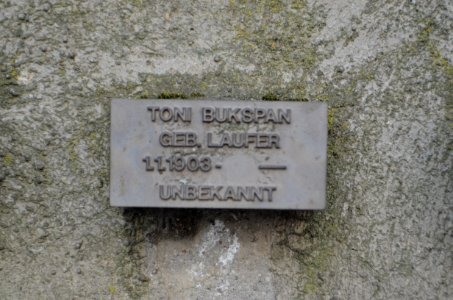 TONI BUKSPAN
GEB. LAUFER
1.1.1903 - —
UNBEKANNT